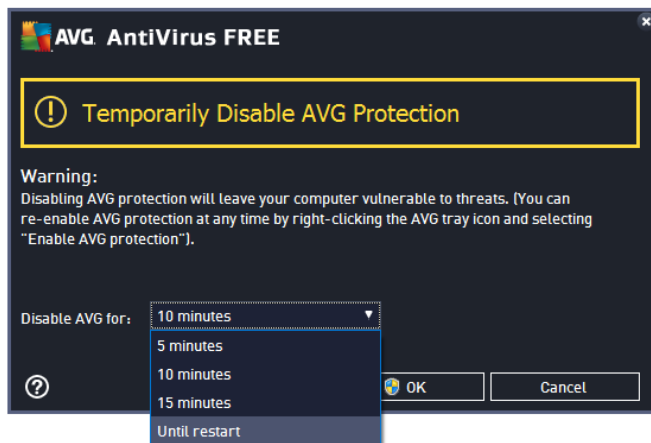 AVG AntiVirus FREE
Temporarily Disable AVG Protection
Warning:
Disabling AVG protection will leave your computer vulnerable to threats. (You can
re-enable AVG protection at any time by right-clicking the AVG tray icon and selecting
"Enable AVG protection").
Disable AVG for: 10 minutes
5 minutes
10 minutes
15 minutes
Until restart
OK Cancel